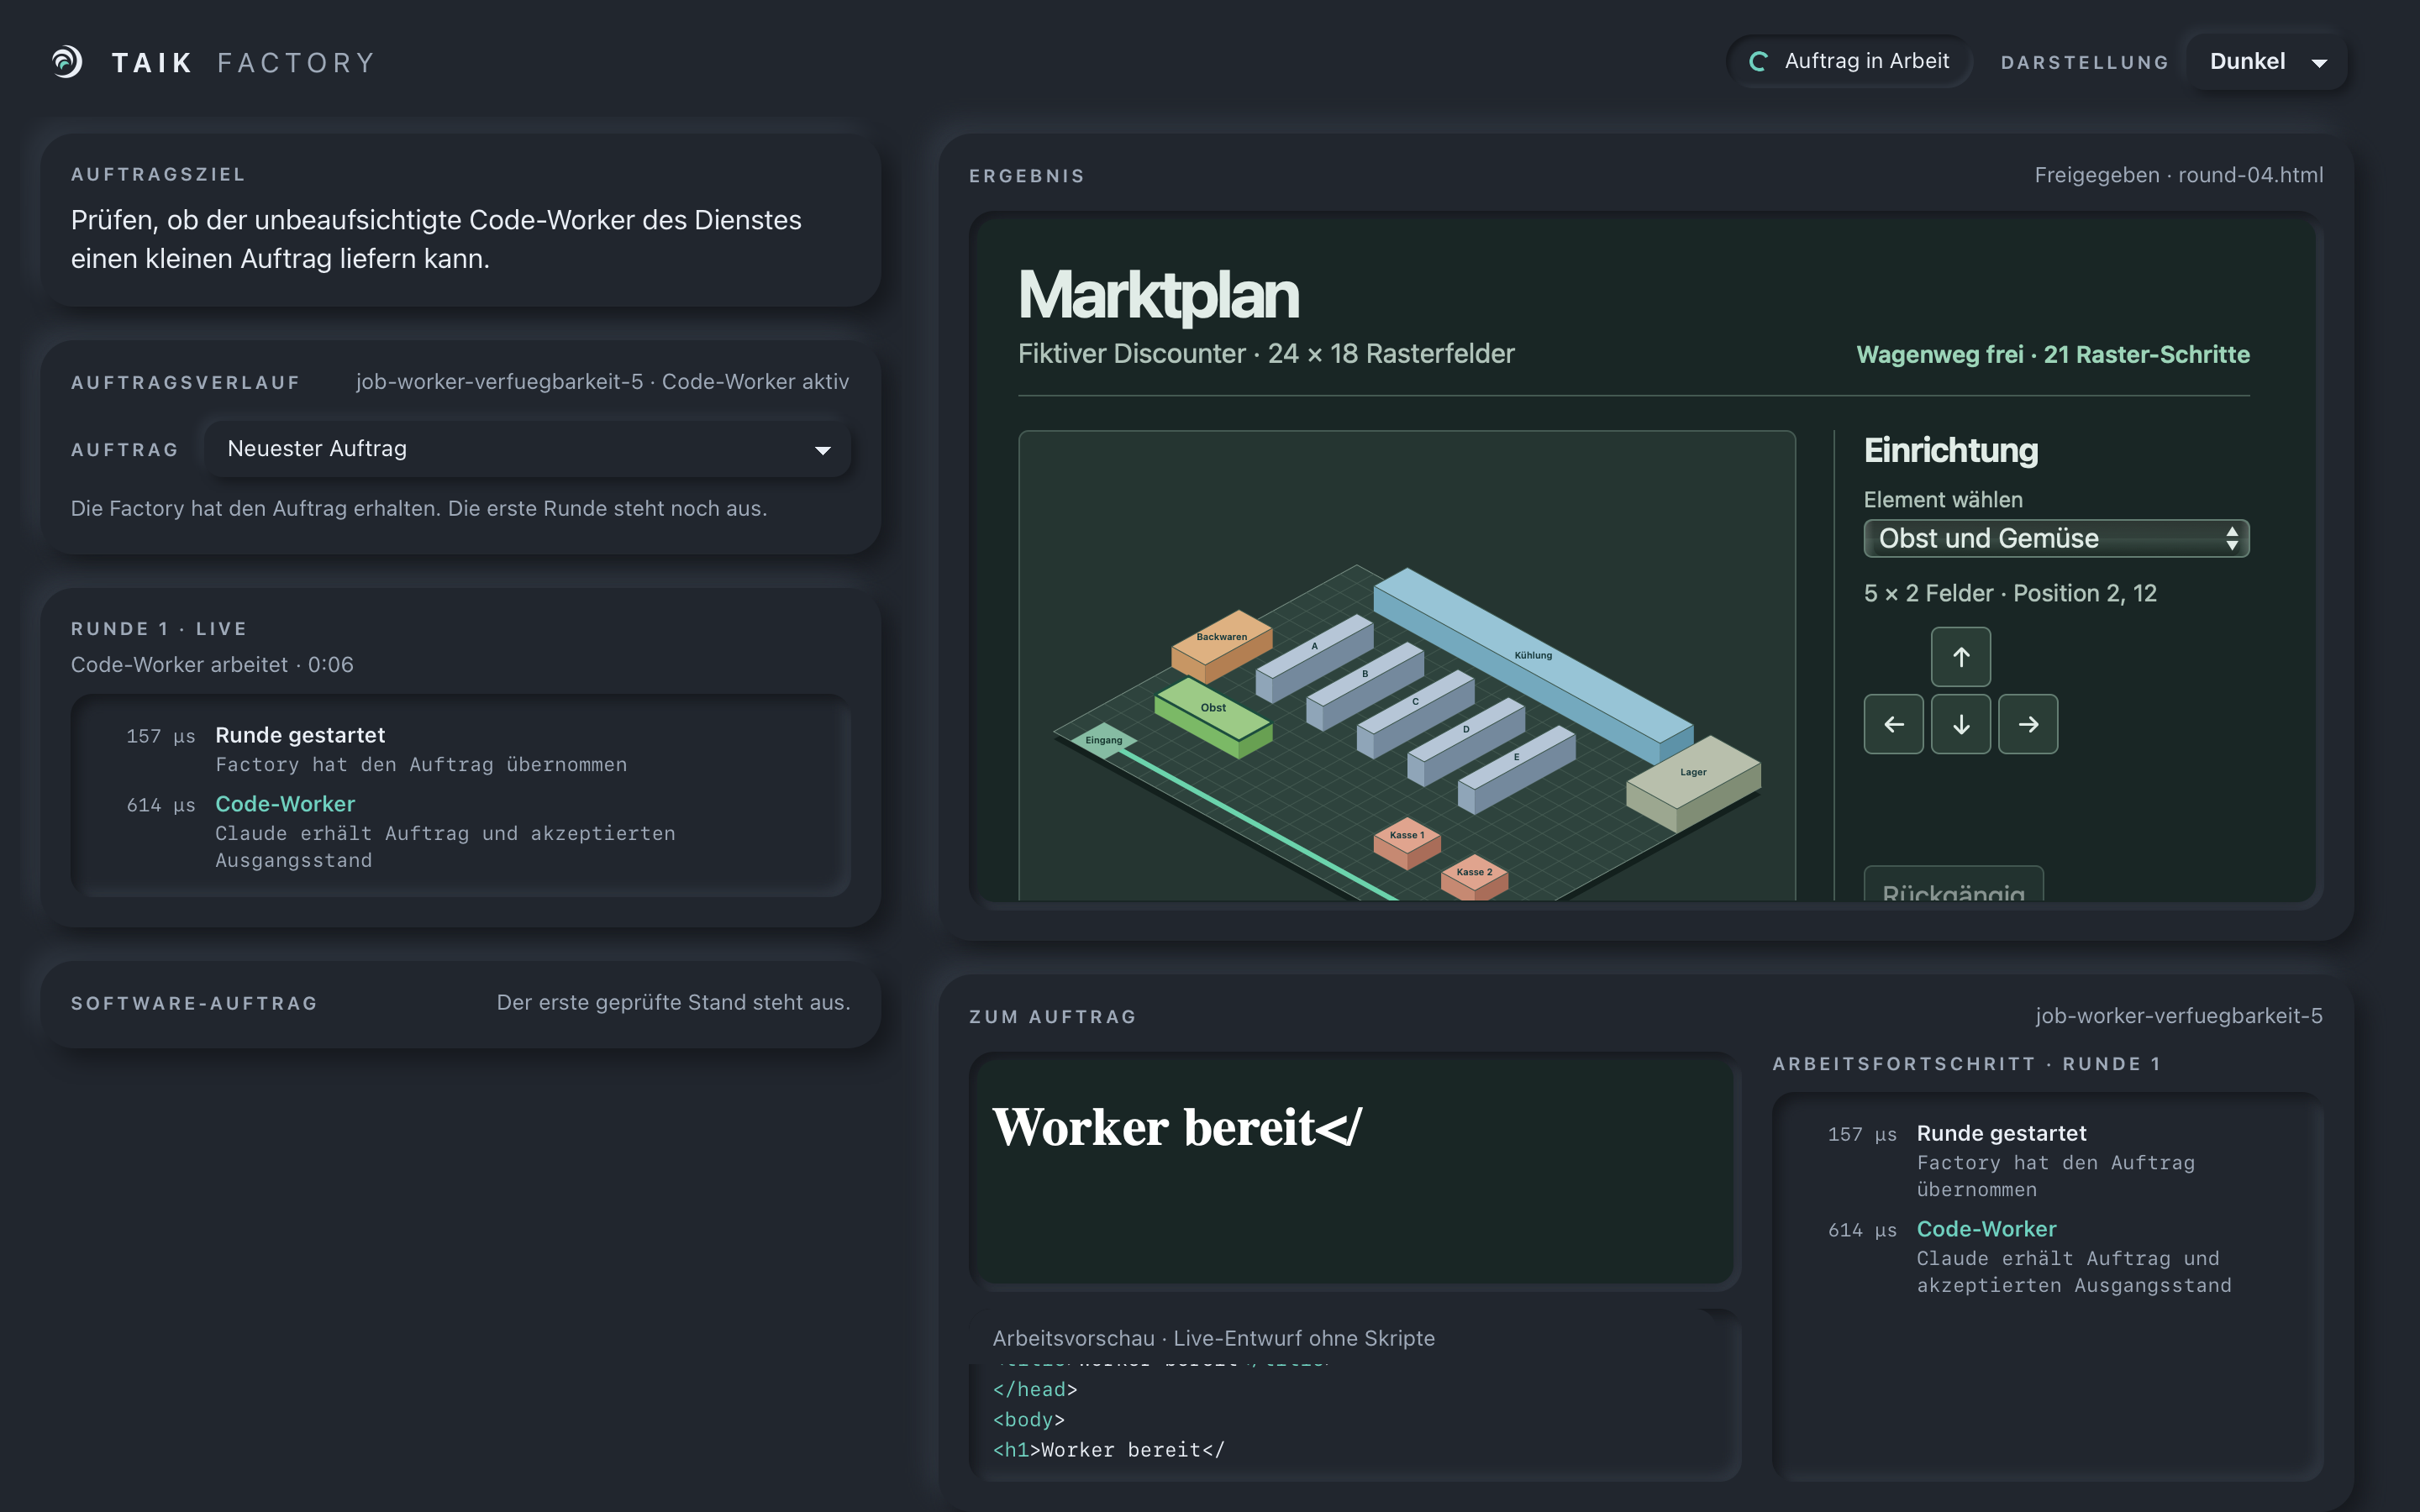 TAIK FACTORY
Auftrag in Arbeit
DARSTELLUNG
Dunkel
AUFTRAGSZIEL
Prüfen, ob der unbeaufsichtigte Code-Worker des Dienstes
einen kleinen Auftrag liefern kann.
AUFTRAGSVERLAUF
job-worker-verfuegbarkeit-5 · Code-Worker aktiv
AUFTRAG
Neuester Auftrag
Die Factory hat den Auftrag erhalten. Die erste Runde steht noch aus.
RUNDE 1 · LIVE
Code-Worker arbeitet · 0:06
157 µs Runde gestartet
Factory hat den Auftrag übernommen
614 µs Code-Worker
Claude erhält Auftrag und akzeptierten
Ausgangsstand
SOFTWARE-AUFTRAG
Der erste geprüfte Stand steht aus.
ERGEBNIS
Freigegeben · round-04.html
Marktplan
Fiktiver Discounter · 24 × 18 Rasterfelder
Wagenweg frei · 21 Raster-Schritte
Backwaren
A
Kühlung
B
C
Obst
D
Eingang
E
Lager
Kasse 1
Kasse 2
Einrichtung
Element wählen
Obst und Gemüse
5 × 2 Felder · Position 2, 12
↑
← ↓ →
Rückgängig
ZUM AUFTRAG
job-worker-verfuegbarkeit-5
Worker bereit</
Arbeitsvorschau · Live-Entwurf ohne Skripte
<title>Worker bereit</title>
</head>
<body>
<h1>Worker bereit</
ARBEITSFORTSCHRITT · RUNDE 1
157 µs Runde gestartet
Factory hat den Auftrag
übernommen
614 µs Code-Worker
Claude erhält Auftrag und
akzeptierten Ausgangsstand